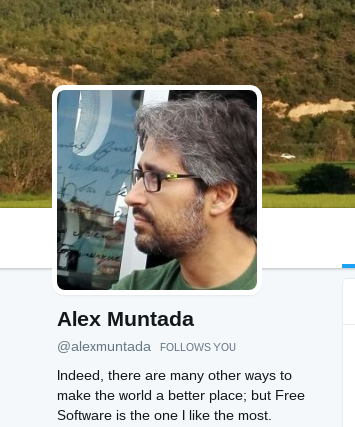 Alex Muntada
@alexmuntada FOLLOWS YOU
Indeed, there are many other ways to
make the world a better place; but Free
Software is the one I like the most.